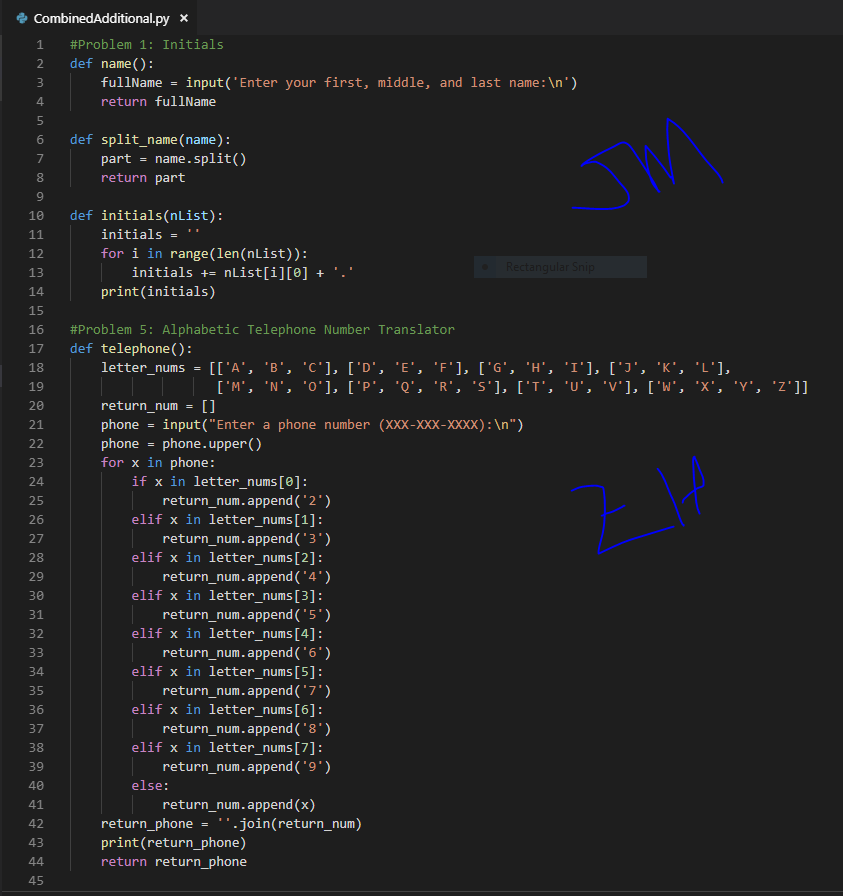 CombinedAdditional.py ×
1 #Problem 1: Initials
2 def name():
3     fullName = input('Enter your first, middle, and last name:\n')
4     return fullName
5
6 def split_name(name):
7     part = name.split()
8     return part
9
10 def initials(nList):
11     initials = ''
12     for i in range(len(nList)):
13         initials += nList[i][0] + '.'
14     print(initials)
15
16 #Problem 5: Alphabetic Telephone Number Translator
17 def telephone():
18     letter_nums = [['A', 'B', 'C'], ['D', 'E', 'F'], ['G', 'H', 'I'], ['J', 'K', 'L'],
19                    ['M', 'N', 'O'], ['P', 'Q', 'R', 'S'], ['T', 'U', 'V'], ['W', 'X', 'Y', 'Z']]
20     return_num = []
21     phone = input("Enter a phone number (XXX-XXX-XXXX):\n")
22     phone = phone.upper()
23     for x in phone:
24         if x in letter_nums[0]:
25             return_num.append('2')
26         elif x in letter_nums[1]:
27             return_num.append('3')
28         elif x in letter_nums[2]:
29             return_num.append('4')
30         elif x in letter_nums[3]:
31             return_num.append('5')
32         elif x in letter_nums[4]:
33             return_num.append('6')
34         elif x in letter_nums[5]:
35             return_num.append('7')
36         elif x in letter_nums[6]:
37             return_num.append('8')
38         elif x in letter_nums[7]:
39             return_num.append('9')
40         else:
41             return_num.append(x)
42     return_phone = ''.join(return_num)
43     print(return_phone)
44     return return_phone
45
JM
Rectangular Snip